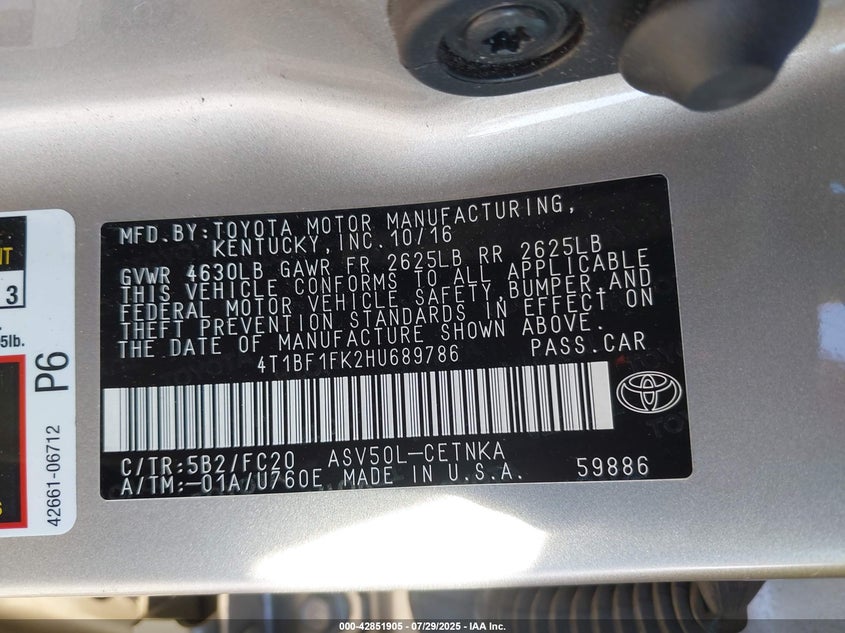 MFD.BY:TOYOTA MOTOR MANUFACTURING,
KENTUCKY,INC.10/16
GVWR 4630LB GAWR FR 2625LB RR 2625LB
THIS VEHICLE CONFORMS TO ALL APPLICABLE
FEDERAL MOTOR VEHICLE SAFETY,BUMPER,AND
THEFT PREVENTION STANDARDS IN EFFECT ON
THE DATE OF MANUFACTURE SHOWN ABOVE.
4T1BF1FK2HU689786 PASS.CAR
C/TR:5B2/FC20 ASV50L-CETNKA
A/TM:-01A/U760E MADE IN U.S.A. 59886
3
5lb.
P6
42661-06712
000-42851905 - 07/29/2025 - IAA Inc.